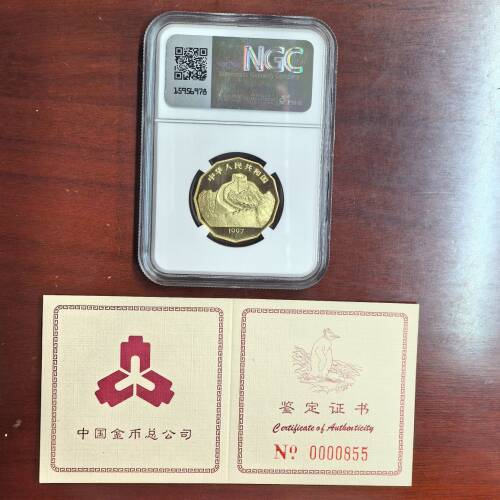 NGC
15956978
中华人民共和国
1997
中国金币总公司
鉴定证书
Certificate of Authenticity
Nº 0000855